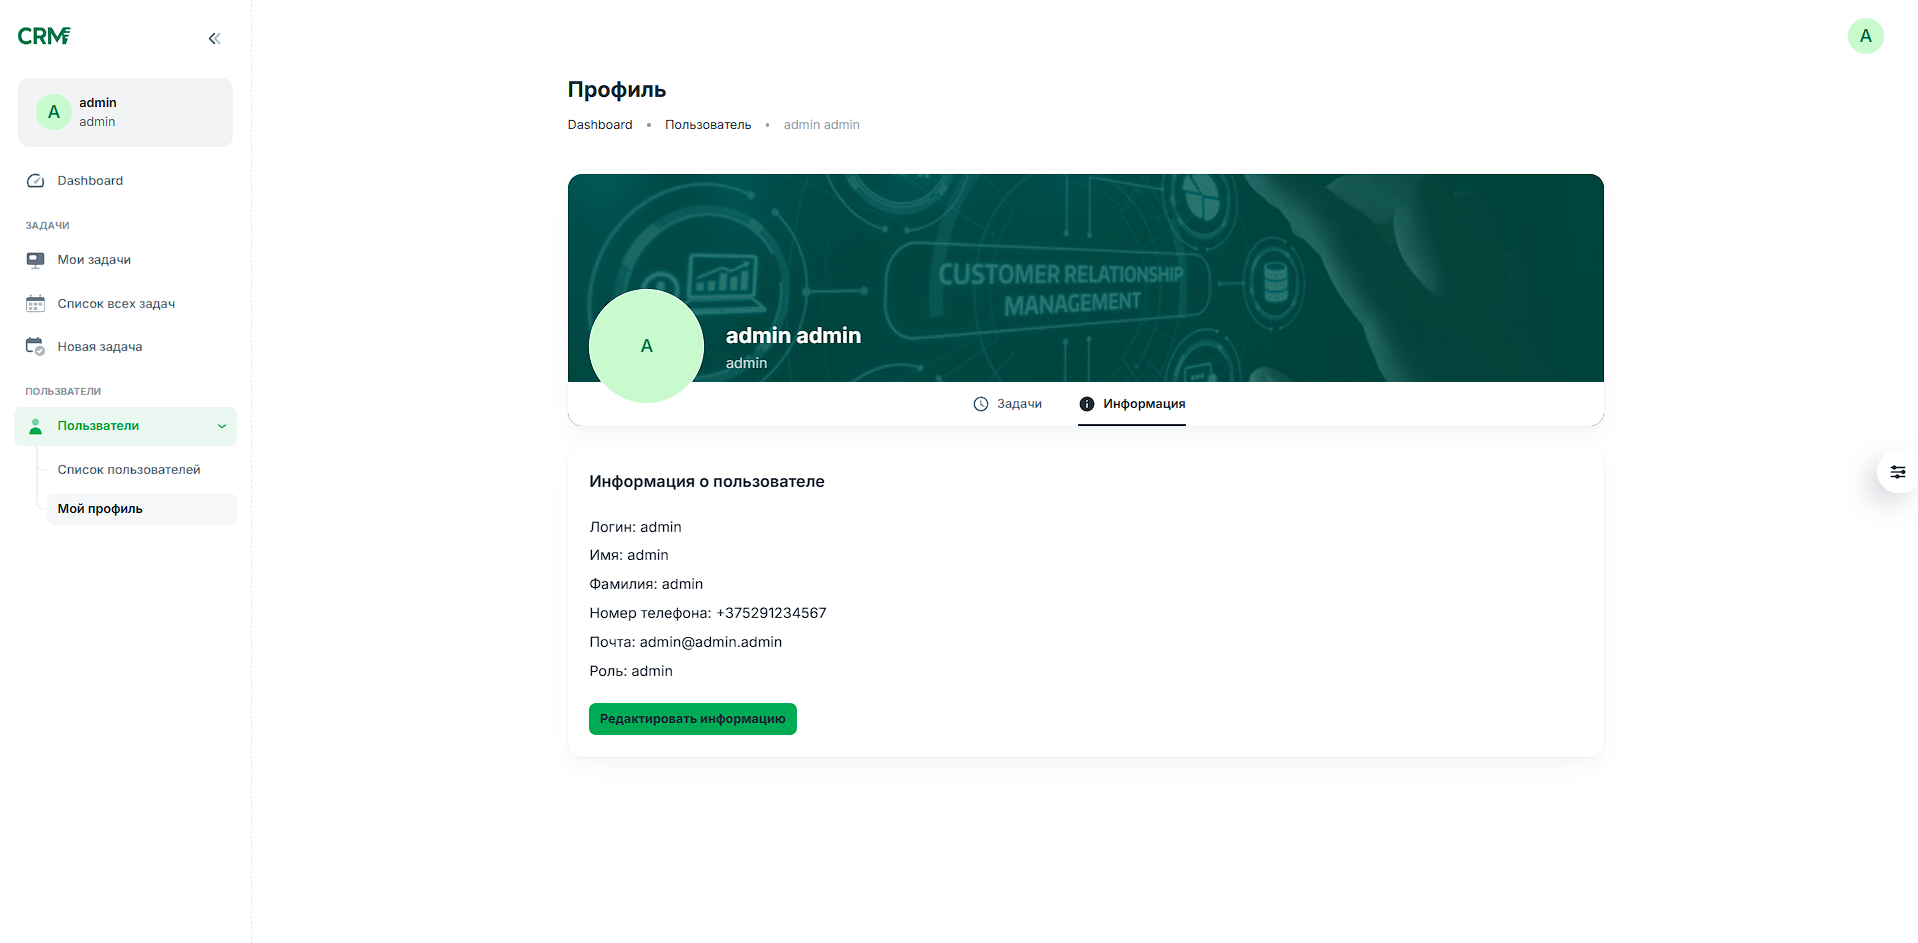 CRM
A
admin
admin
Dashboard
ЗАДАЧИ
Мои задачи
Список всех задач
Новая задача
ПОЛЬЗВАТЕЛИ
Пользватели
Список пользователей
Мой профиль
A
Профиль
Dashboard • Пользователь • admin admin
CUSTOMER RELATIONSHIP
MANAGEMENT
A
admin admin
admin
Задачи
Информация
Информация о пользователе
Логин: admin
Имя: admin
Фамилия: admin
Номер телефона: +375291234567
Почта: admin@admin.admin
Роль: admin
Редактировать информацию